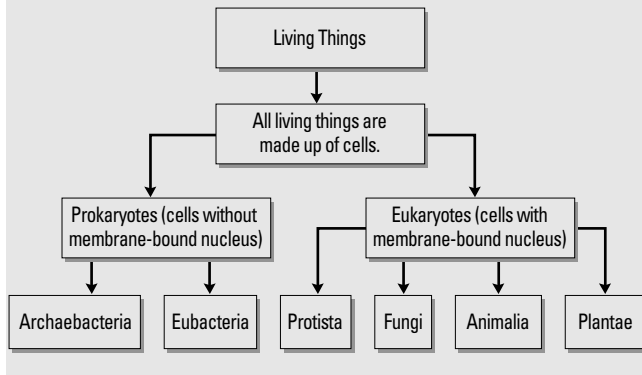 Living Things
All living things are
made up of cells.
Prokaryotes (cells without
membrane-bound nucleus)
Eukaryotes (cells with
membrane-bound nucleus)
Archaebacteria
Eubacteria
Protista
Fungi
Animalia
Plantae